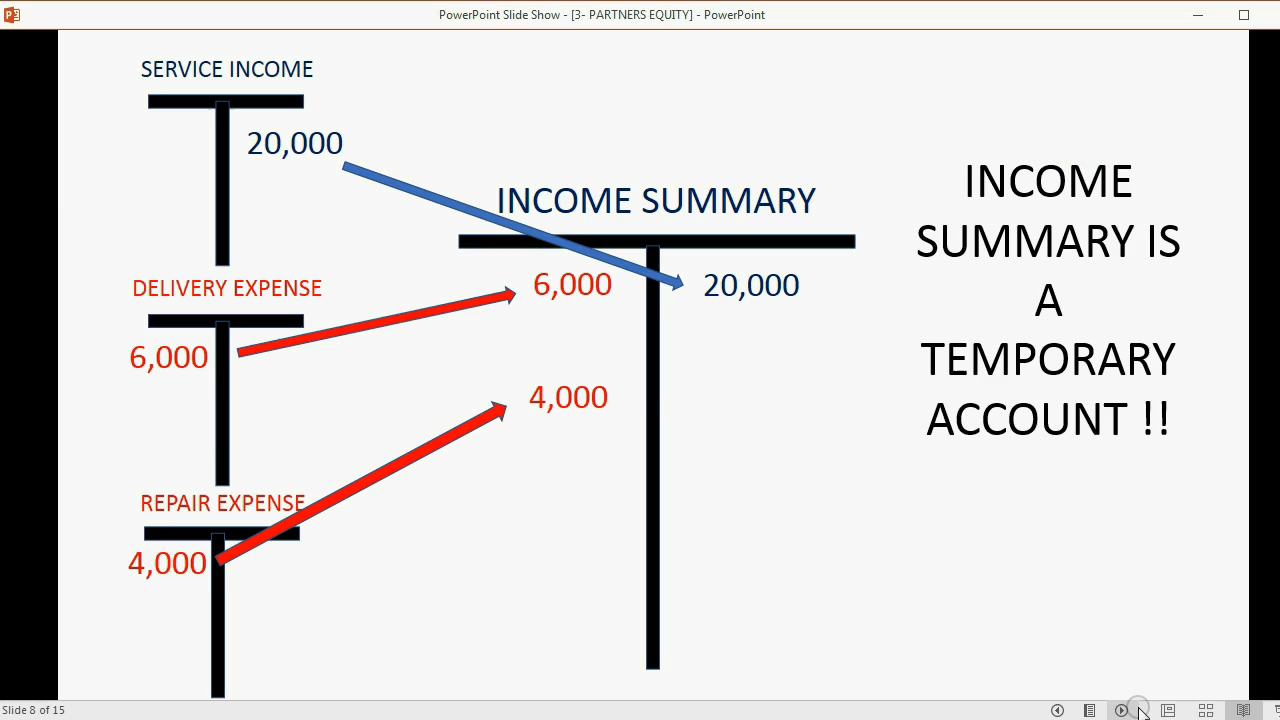 PowerPoint Slide Show - [3- PARTNERS EQUITY] - PowerPoint
SERVICE INCOME
20,000
DELIVERY EXPENSE
6,000
REPAIR EXPENSE
4,000
INCOME SUMMARY
6,000
20,000
4,000
INCOME
SUMMARY IS
A
TEMPORARY
ACCOUNT !!
Slide 8 of 15